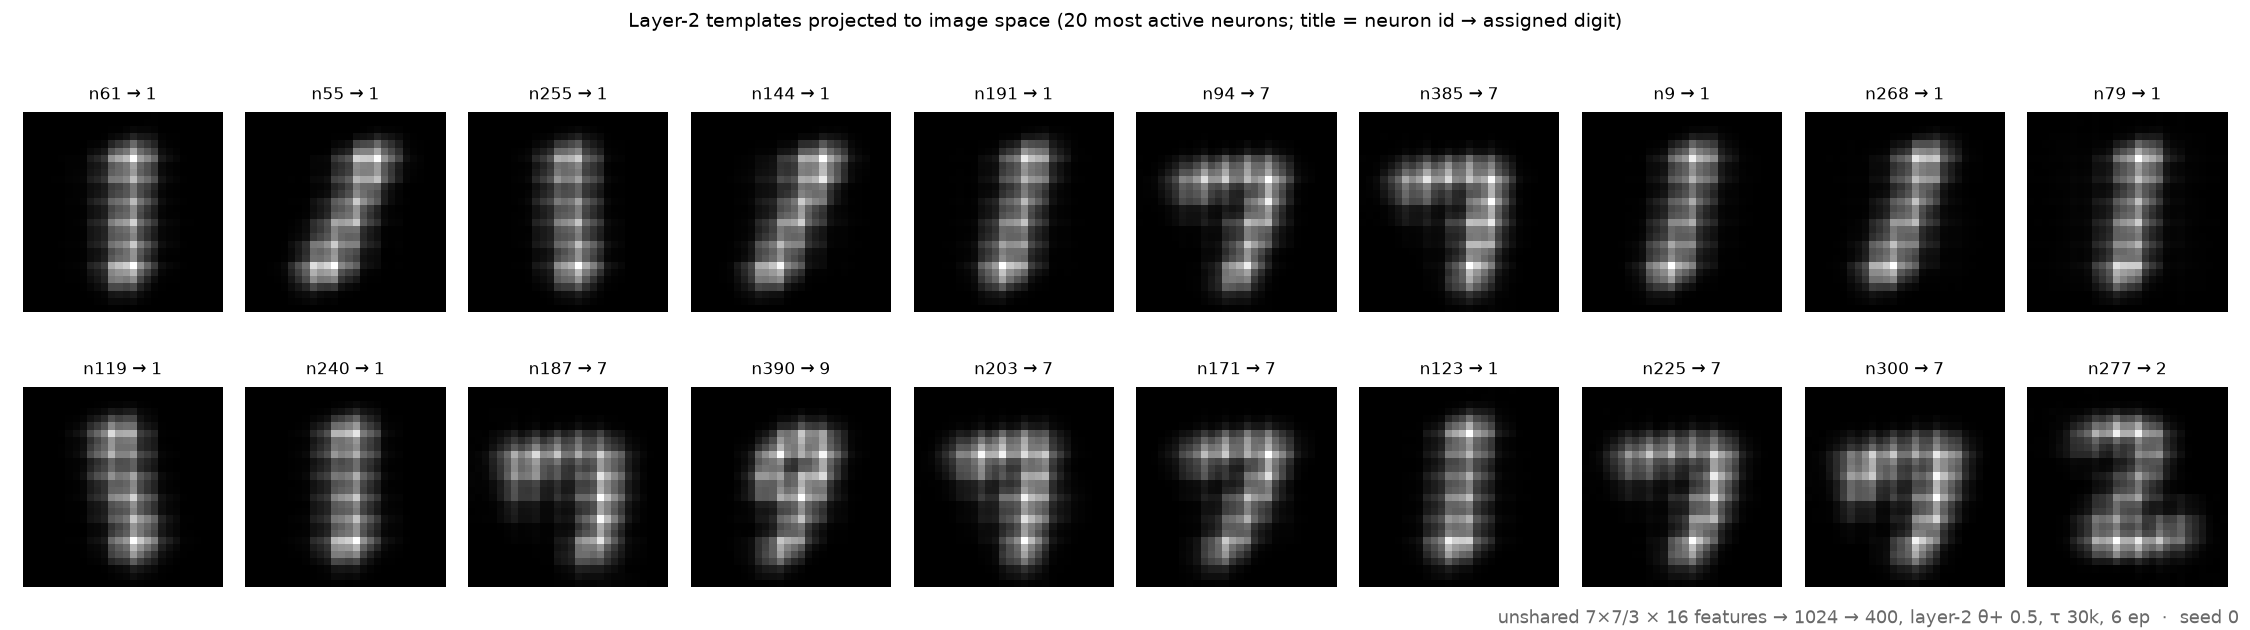 Layer-2 templates projected to image space (20 most active neurons; title = neuron id → assigned digit)
n61 → 1 n55 → 1 n255 → 1 n144 → 1 n191 → 1 n94 → 7 n385 → 7 n9 → 1 n268 → 1 n79 → 1
n119 → 1 n240 → 1 n187 → 7 n390 → 9 n203 → 7 n171 → 7 n123 → 1 n225 → 7 n300 → 7 n277 → 2
unshared 7×7/3 × 16 features → 1024 → 400, layer-2 θ+ 0.5, τ 30k, 6 ep · seed 0